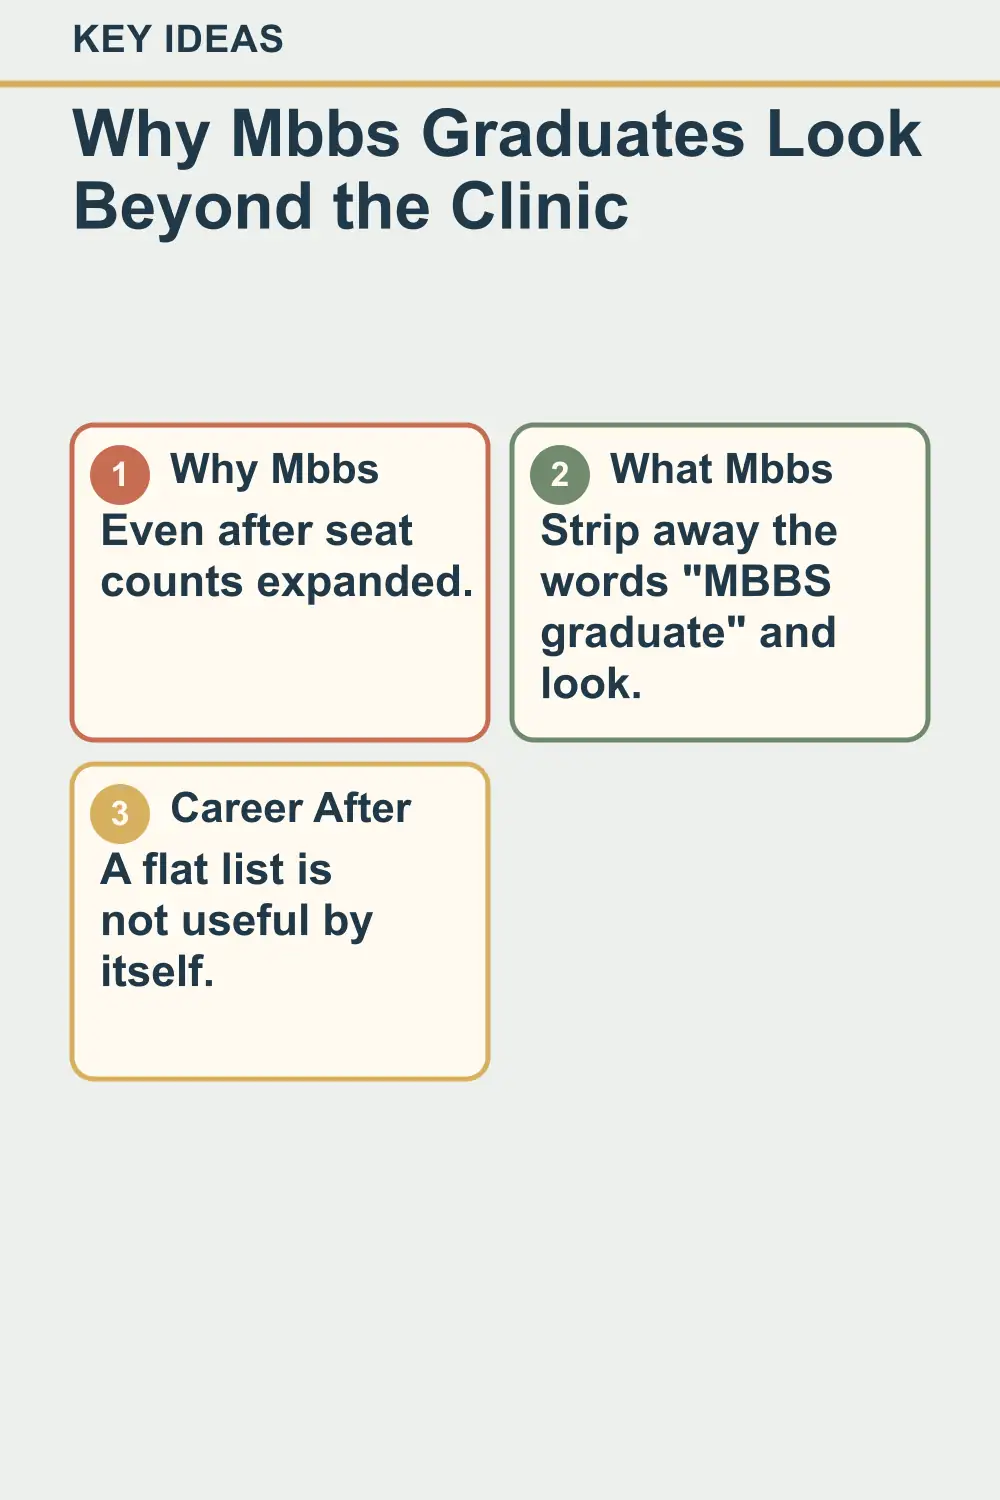 KEY IDEAS
Why Mbbs Graduates Look
Beyond the Clinic
1 Why Mbbs
Even after seat
counts expanded.
2 What Mbbs
Strip away the
words "MBBS
graduate" and
look.
3 Career After
A flat list is
not useful by
itself.